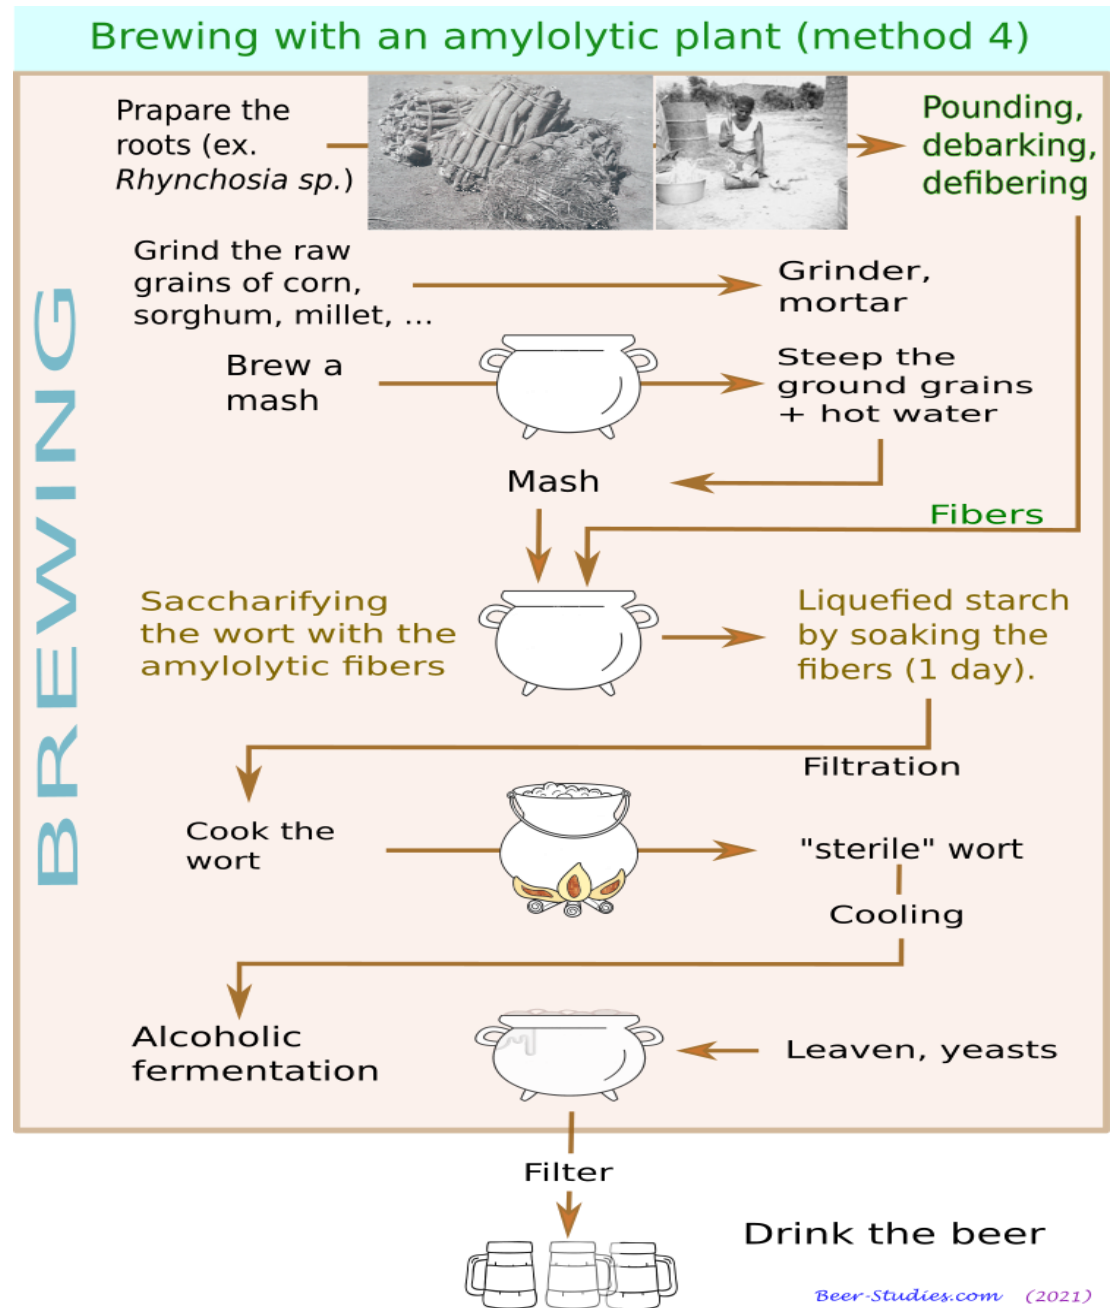 Brewing with an amylolytic plant (method 4)
Prapare the
roots (ex.
Rhynchosia sp.)
Pounding,
debarking,
defibering
Grind the raw
grains of corn,
sorghum, millet, ...
Grinder,
mortar
Brew a
mash
Steep the
ground grains
+ hot water
Mash
Fibers
BREWING
Saccharifying
the wort with the
amylolytic fibers
Liquefied starch
by soaking the
fibers (1 day).
Filtration
Cook the
wort
"sterile" wort
Cooling
Alcoholic
fermentation
Leaven, yeasts
Filter
Drink the beer
Beer-Studies.com (2021)